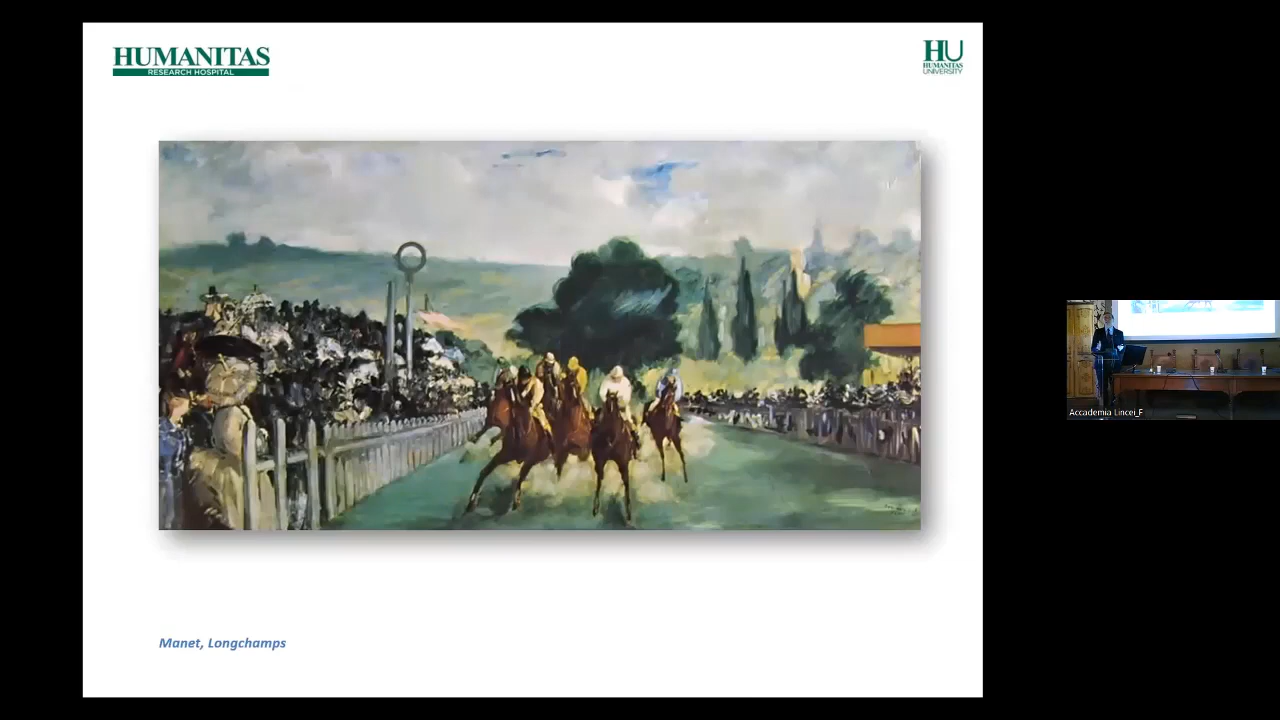 HUMANITAS
RESEARCH HOSPITAL
HU
HUMANITAS
UNIVERSITY
Manet, Longchamps
Accademia Lincei_F